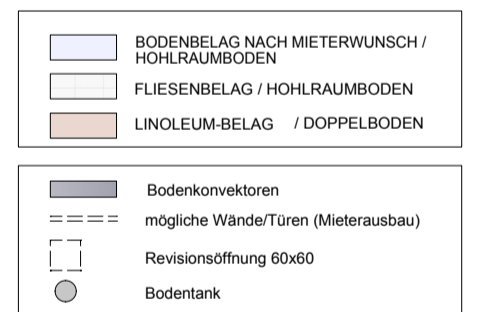 BODENBELAG NACH MIETERWUNSCH /
HOHLRAUMBODEN
FLIESENBELAG / HOHLRAUMBODEN
LINOLEUM-BELAG / DOPPELBODEN
Bodenkonvektoren
mögliche Wände/Türen (Mieterausbau)
Revisionsöffnung 60x60
Bodentank